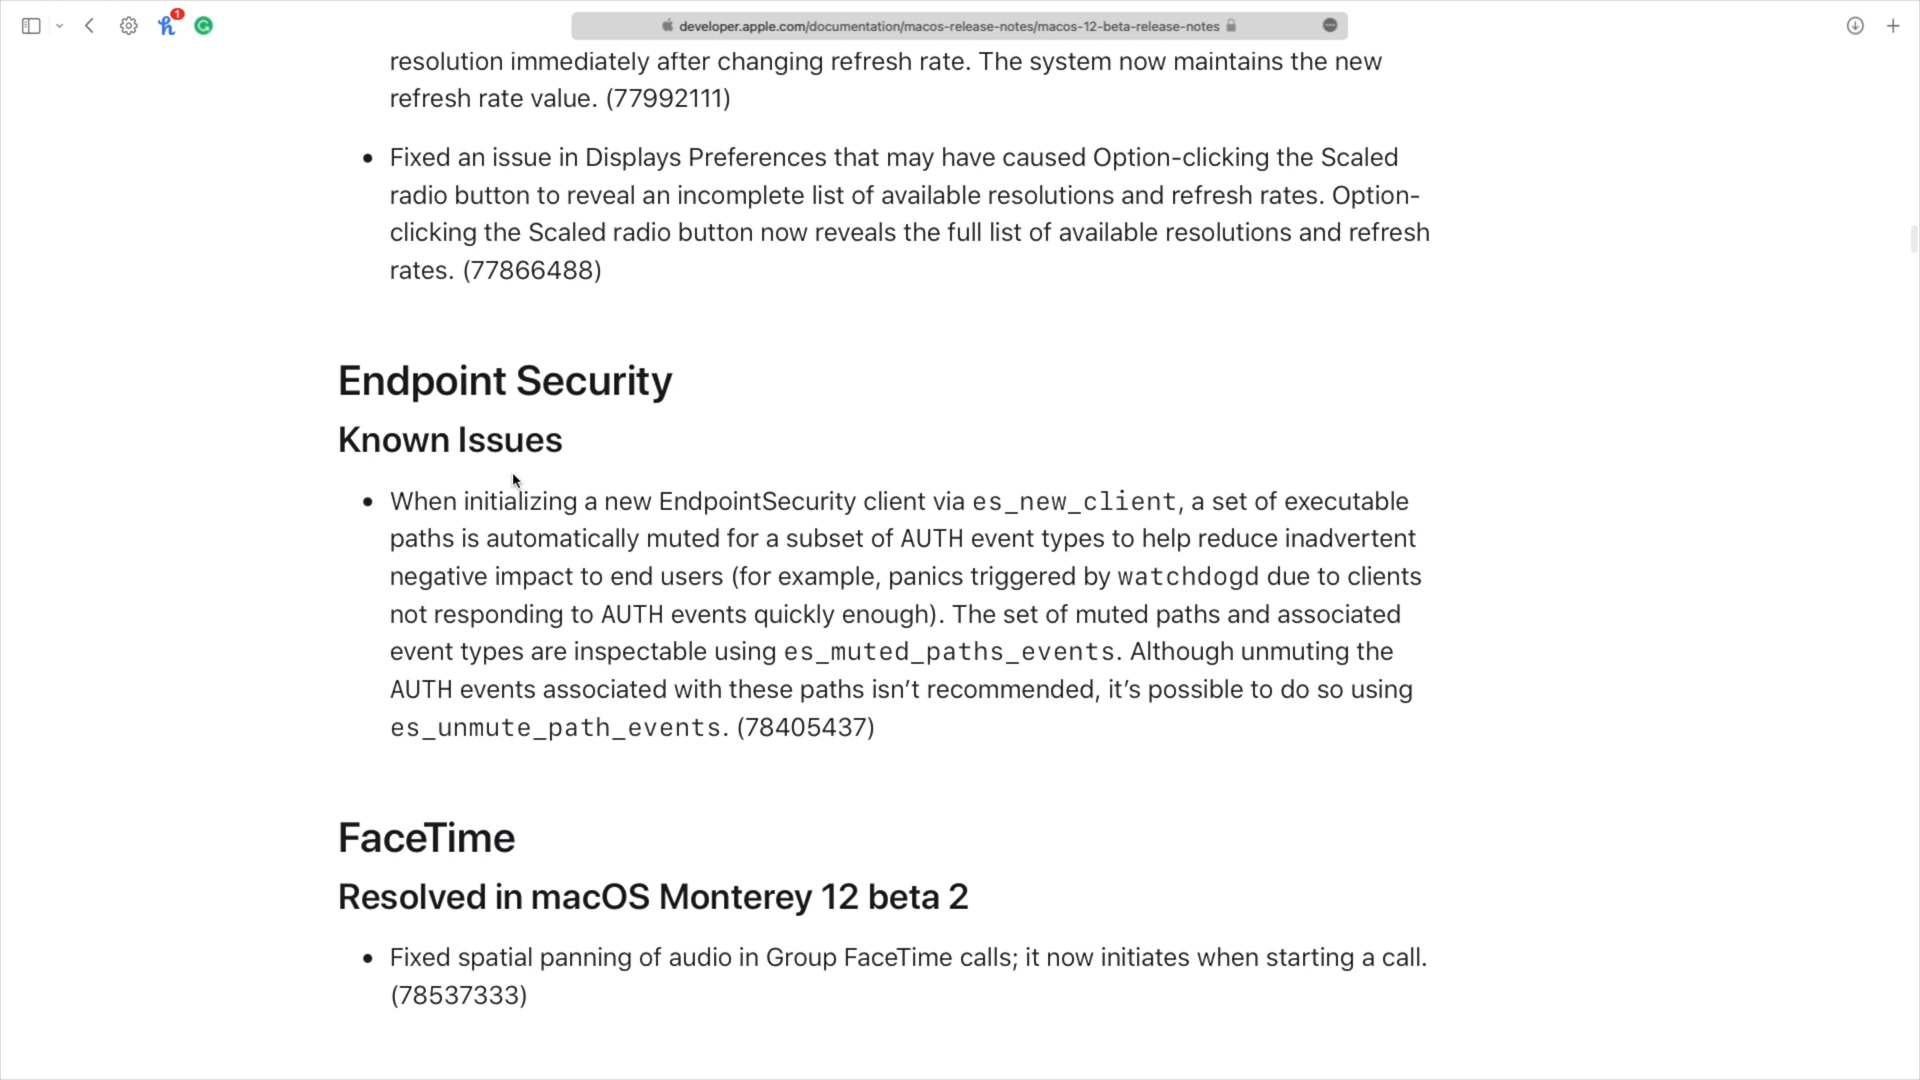 1
developer.apple.com/documentation/macos-release-notes/macos-12-beta-release-notes
resolution immediately after changing refresh rate. The system now maintains the new
refresh rate value. (77992111)
• Fixed an issue in Displays Preferences that may have caused Option-clicking the Scaled
radio button to reveal an incomplete list of available resolutions and refresh rates. Option-
clicking the Scaled radio button now reveals the full list of available resolutions and refresh
rates. (77866488)
Endpoint Security
Known Issues
• When initializing a new EndpointSecurity client via es_new_client, a set of executable
paths is automatically muted for a subset of AUTH event types to help reduce inadvertent
negative impact to end users (for example, panics triggered by watchdogd due to clients
not responding to AUTH events quickly enough). The set of muted paths and associated
event types are inspectable using es_muted_paths_events. Although unmuting the
AUTH events associated with these paths isn’t recommended, it’s possible to do so using
es_unmute_path_events. (78405437)
FaceTime
Resolved in macOS Monterey 12 beta 2
• Fixed spatial panning of audio in Group FaceTime calls; it now initiates when starting a call.
(78537333)